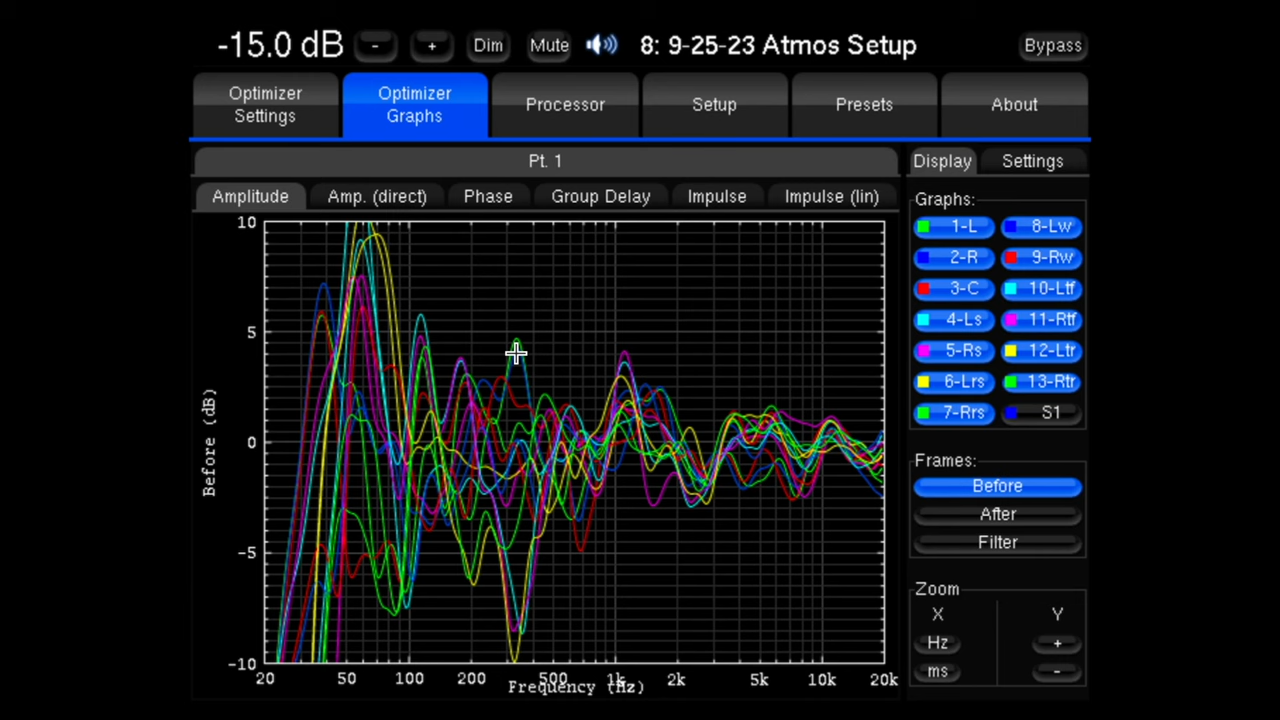 -15.0 dB - + Dim Mute 8: 9-25-23 Atmos Setup Bypass
Optimizer Settings Optimizer Graphs Processor Setup Presets About
Pt. 1 Display Settings
Amplitude Amp. (direct) Phase Group Delay Impulse Impulse (lin)
Graphs:
1-L 8-Lw
2-R 9-Rw
3-C 10-Ltf
4-Ls 11-Rtf
5-Rs 12-Ltr
6-Lrs 13-Rtr
7-Rrs S1
Frames:
Before
After
Filter
Zoom
X Y
Hz +
ms -
10
5
0
-5
-10
Before (dB)
20 50 100 200 500 1k 2k 5k 10k 20k
Frequency (Hz)